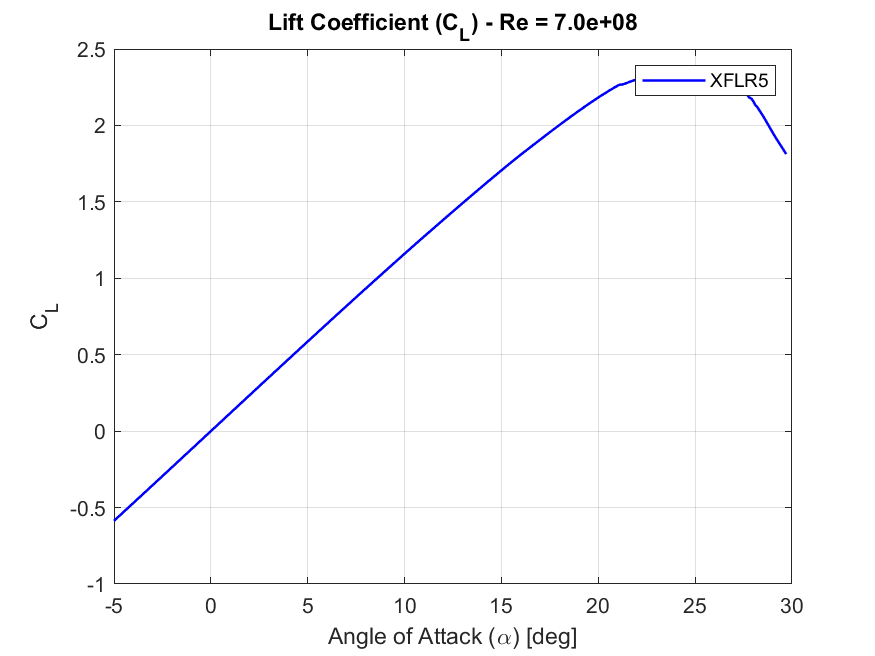 Lift Coefficient (C_L) - Re = 7.0e+08
XFLR5
2.5
2
1.5
1
0.5
0
-0.5
-1
C_L
-5 0 5 10 15 20 25 30
Angle of Attack (α) [deg]